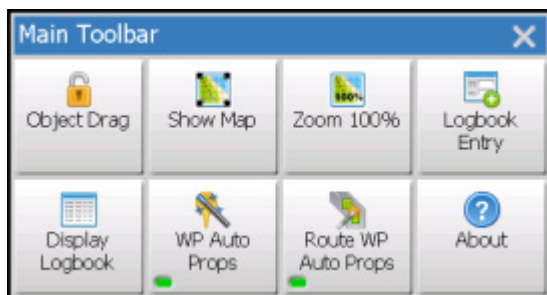 Main Toolbar
Object Drag
Show Map
100%
Zoom 100%
Logbook
Entry
Display
Logbook
WP Auto
Props
Route WP
Auto Props
?
About